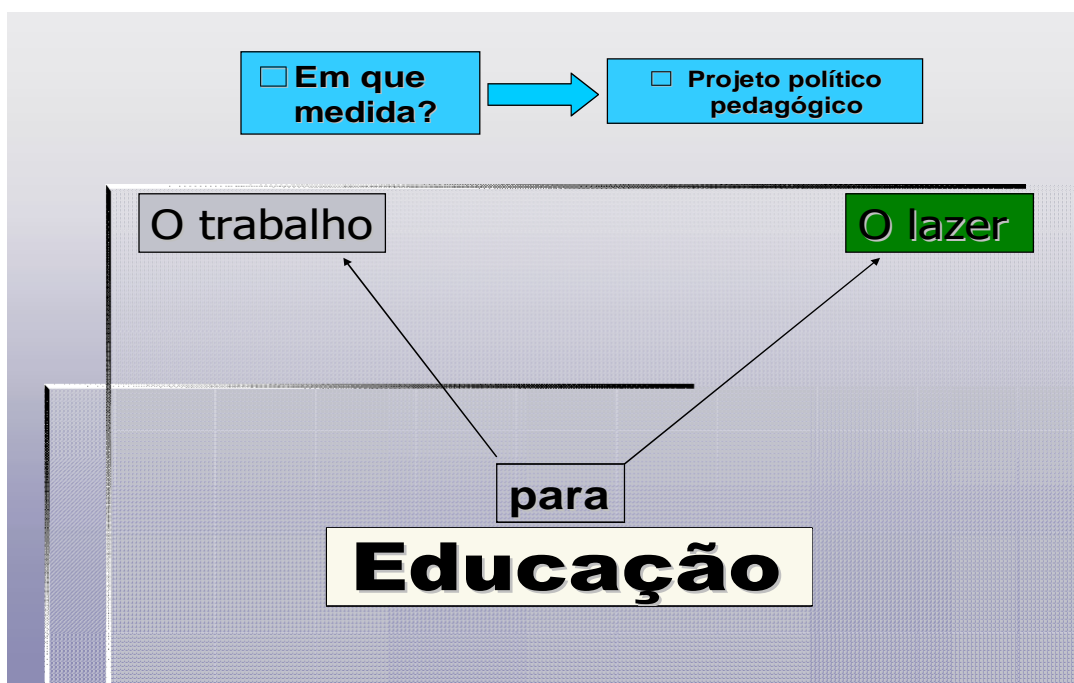 Em que
medida?
Projeto político
pedagógico
O trabalho
O lazer
para
Educação